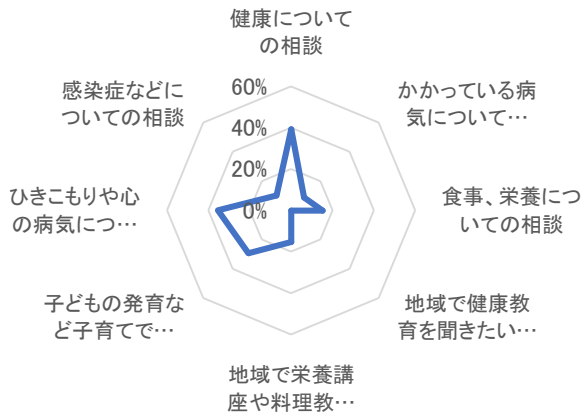 健康について
の相談
かかっている病
気について…
食事、栄養につ
いての相談
地域で健康教
育を聞きたい…
地域で栄養講
座や料理教…
子どもの発育な
ど子育てで…
ひきこもりや心
の病気につ…
感染症などに
ついての相談
60%
40%
20%
0%